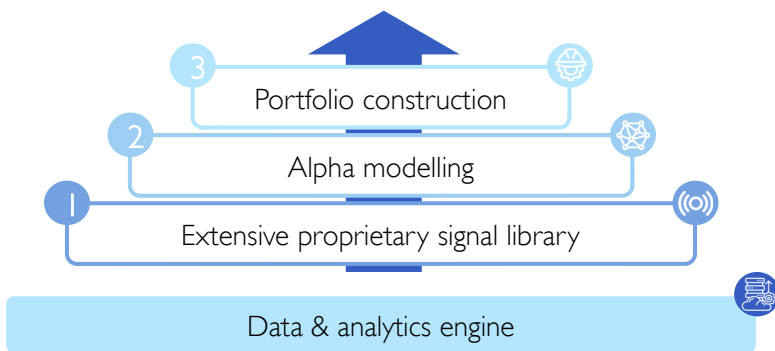 3
Portfolio construction
2
Alpha modelling
1
Extensive proprietary signal library
Data & analytics engine